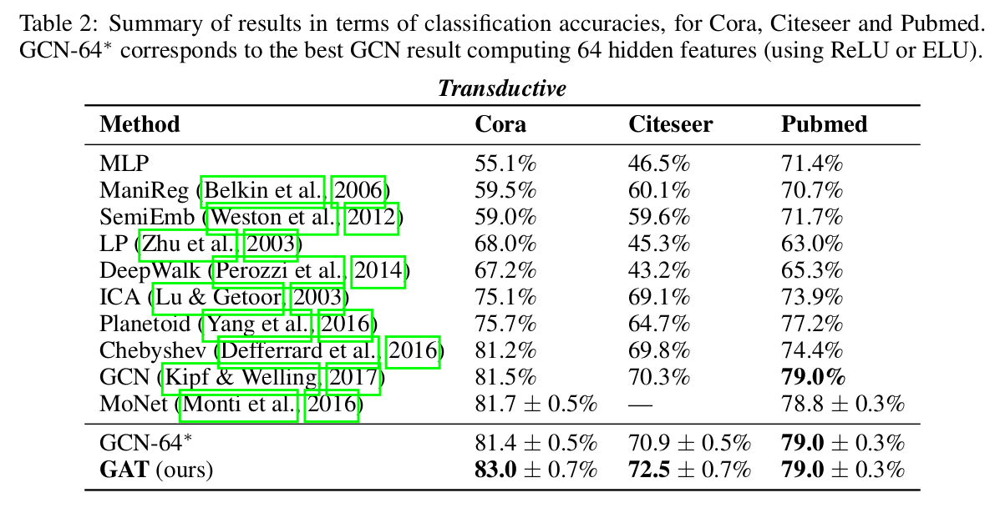 Table 2: Summary of results in terms of classification accuracies, for Cora, Citeseer and Pubmed.
GCN-64* corresponds to the best GCN result computing 64 hidden features (using ReLU or ELU).
Transductive
Method Cora Citeseer Pubmed
MLP 55.1% 46.5% 71.4%
ManiReg (Belkin et al., 2006) 59.5% 60.1% 70.7%
SemiEmb (Weston et al., 2012) 59.0% 59.6% 71.7%
LP (Zhu et al., 2003) 68.0% 45.3% 63.0%
DeepWalk (Perozzi et al., 2014) 67.2% 43.2% 65.3%
ICA (Lu & Getoor, 2003) 75.1% 69.1% 73.9%
Planetoid (Yang et al., 2016) 75.7% 64.7% 77.2%
Chebyshev (Defferrard et al., 2016) 81.2% 69.8% 74.4%
GCN (Kipf & Welling, 2017) 81.5% 70.3% 79.0%
MoNet (Monti et al., 2016) 81.7 ± 0.5% — 78.8 ± 0.3%
GCN-64* 81.4 ± 0.5% 70.9 ± 0.5% 79.0 ± 0.3%
GAT (ours) 83.0 ± 0.7% 72.5 ± 0.7% 79.0 ± 0.3%